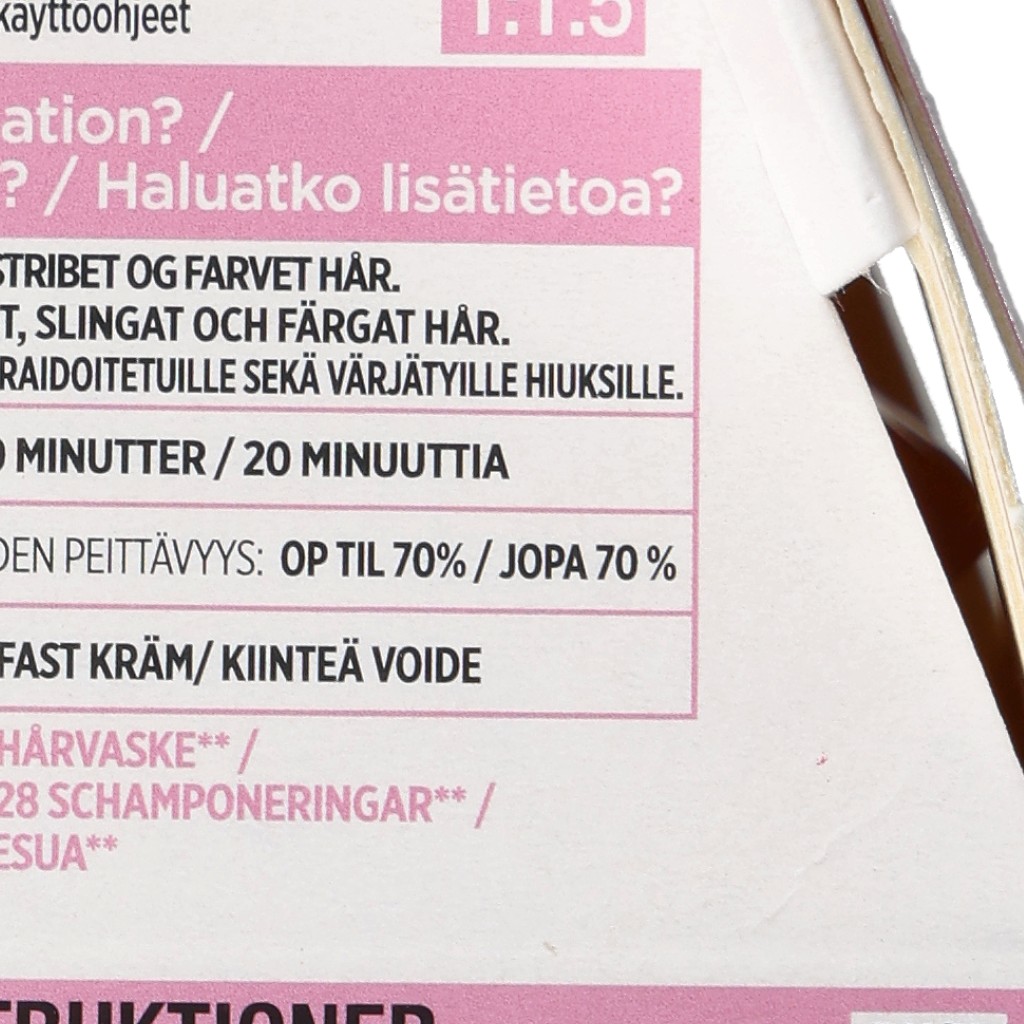 käyttöohjeet
1.1.5
ation? /
? / Haluatko lisätietoa?
STRIBET OG FARVET HÅR.
T, SLINGAT OCH FÄRGAT HÅR.
RAIDOITETUILLE SEKÄ VÄRJÄTYILLE HIUKSILLE.
0 MINUTTER / 20 MINUUTTIA
DEN PEITTÄVYYS: OP TIL 70% / JOPA 70 %
FAST KRÄM/ KIINTEÄ VOIDE
HÅRVASKE** /
28 SCHAMPONERINGAR** /
ESUA**
TRUKTIONER